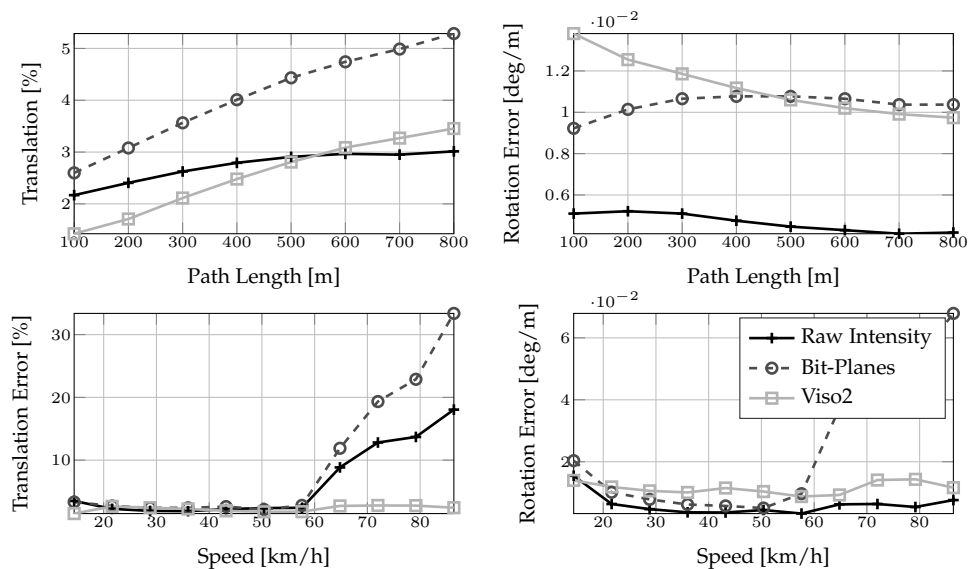 5
4
3
2
Translation [%]
100 200 300 400 500 600 700 800
Path Length [m]
·10⁻²
1.2
1
0.8
0.6
Rotation Error [deg/m]
100 200 300 400 500 600 700 800
Path Length [m]
30
20
10
Translation Error [%]
20 30 40 50 60 70 80
Speed [km/h]
·10⁻²
6
4
2
Rotation Error [deg/m]
20 30 40 50 60 70 80
Speed [km/h]
Raw Intensity
Bit-Planes
Viso2